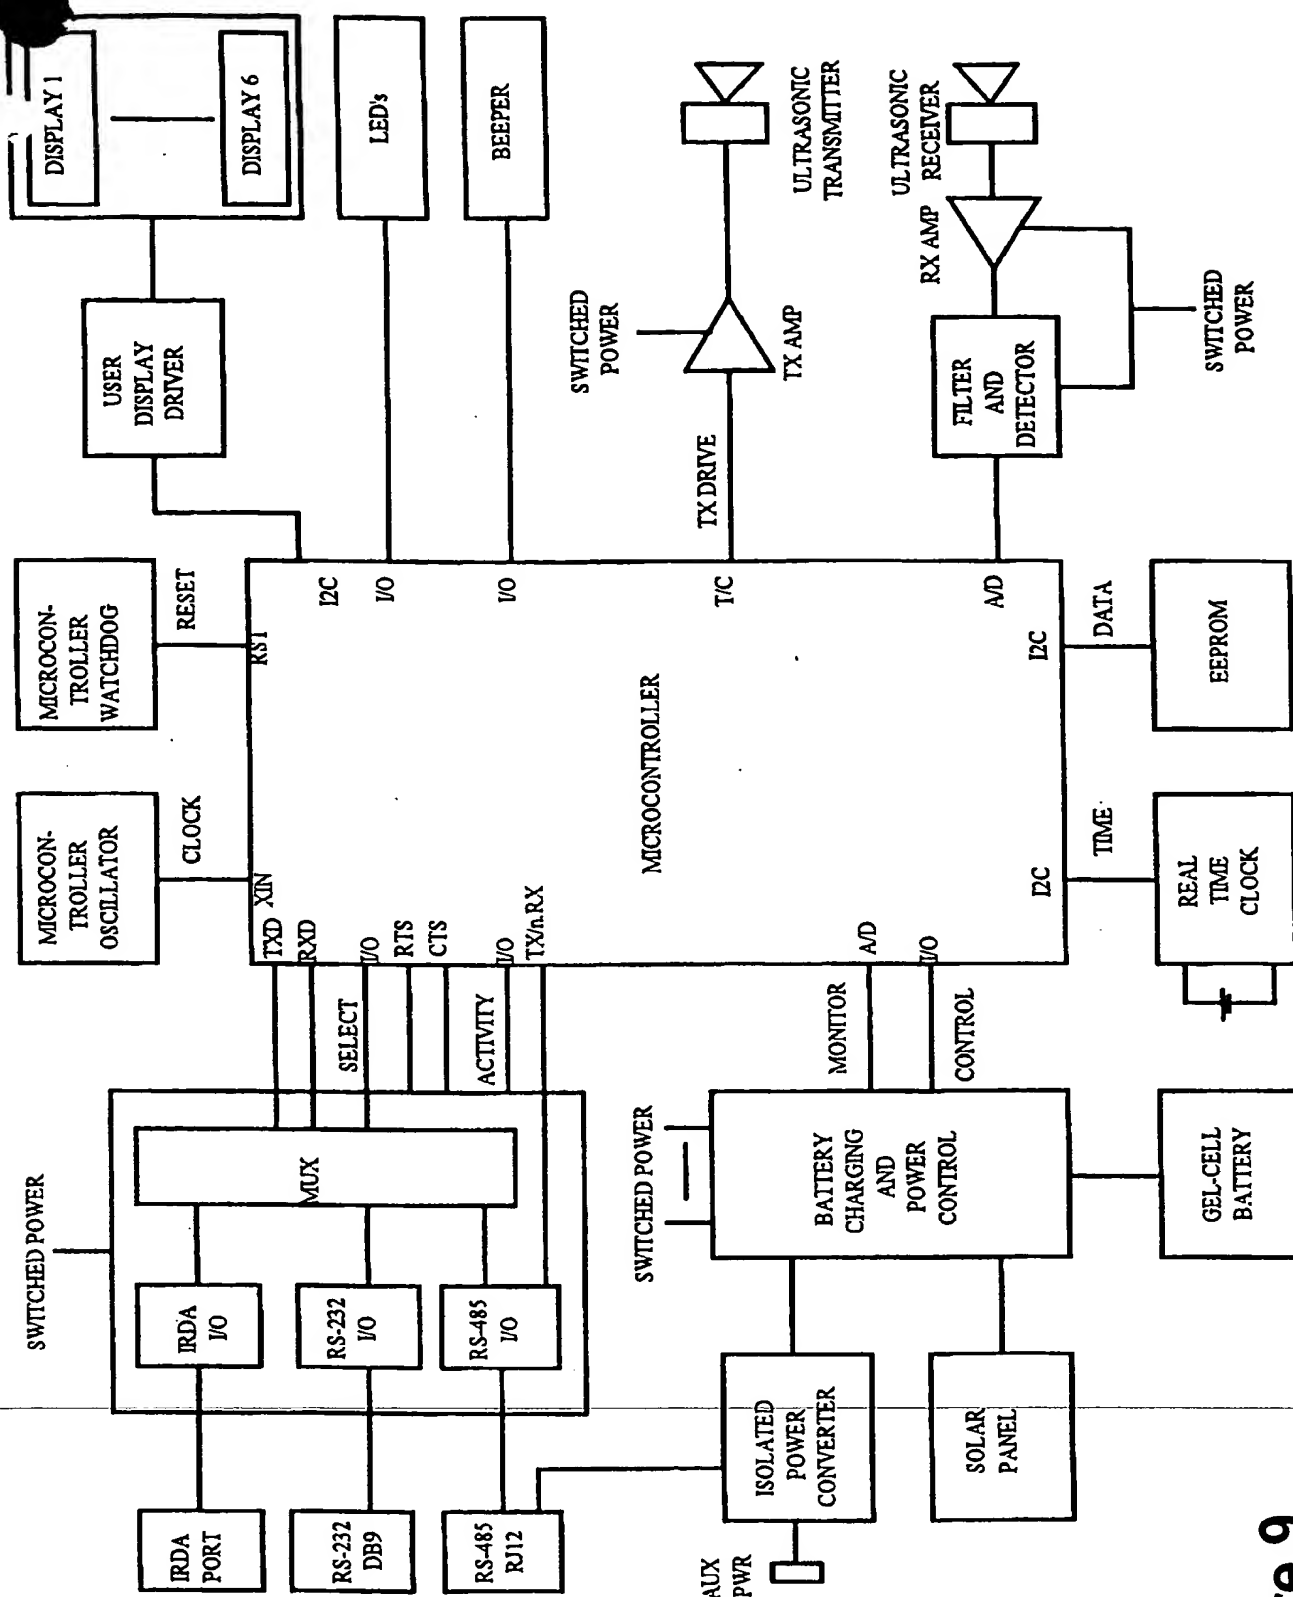 IRDA
PORT
RS-232
DB9
RS-485
RJ12
AUX
PWR
ISOLATED
POWER
CONVERTER
SOLAR
PANEL
SWITCHED POWER
IRDA
I/O
RS-232
I/O
RS-485
I/O
MUX
SWITCHED POWER
BATTERY
CHARGING
AND
POWER
CONTROL
GEL-CELL
BATTERY
SELECT
ACTIVITY
MONITOR
CONTROL
MICROCON-
TROLLER
OSCILLATOR
CLOCK
XIN
TXD
RXD
I/O
RTS
CTS
I/O
TX/nRX
A/D
I/O
I2C
TIME
REAL
TIME
CLOCK
MICROCONTROLLER
MICROCON-
TROLLER
WATCHDOG
RESET
RST
I2C
I/O
I/O
T/C
A/D
I2C
DATA
EEPROM
USER
DISPLAY
DRIVER
TX DRIVE
SWITCHED
POWER
TX AMP
FILTER
AND
DETECTOR
SWITCHED
POWER
RX AMP
DISPLAY 1
DISPLAY 6
LED's
BEEPER
ULTRASONIC
TRANSMITTER
ULTRASONIC
RECEIVER
9